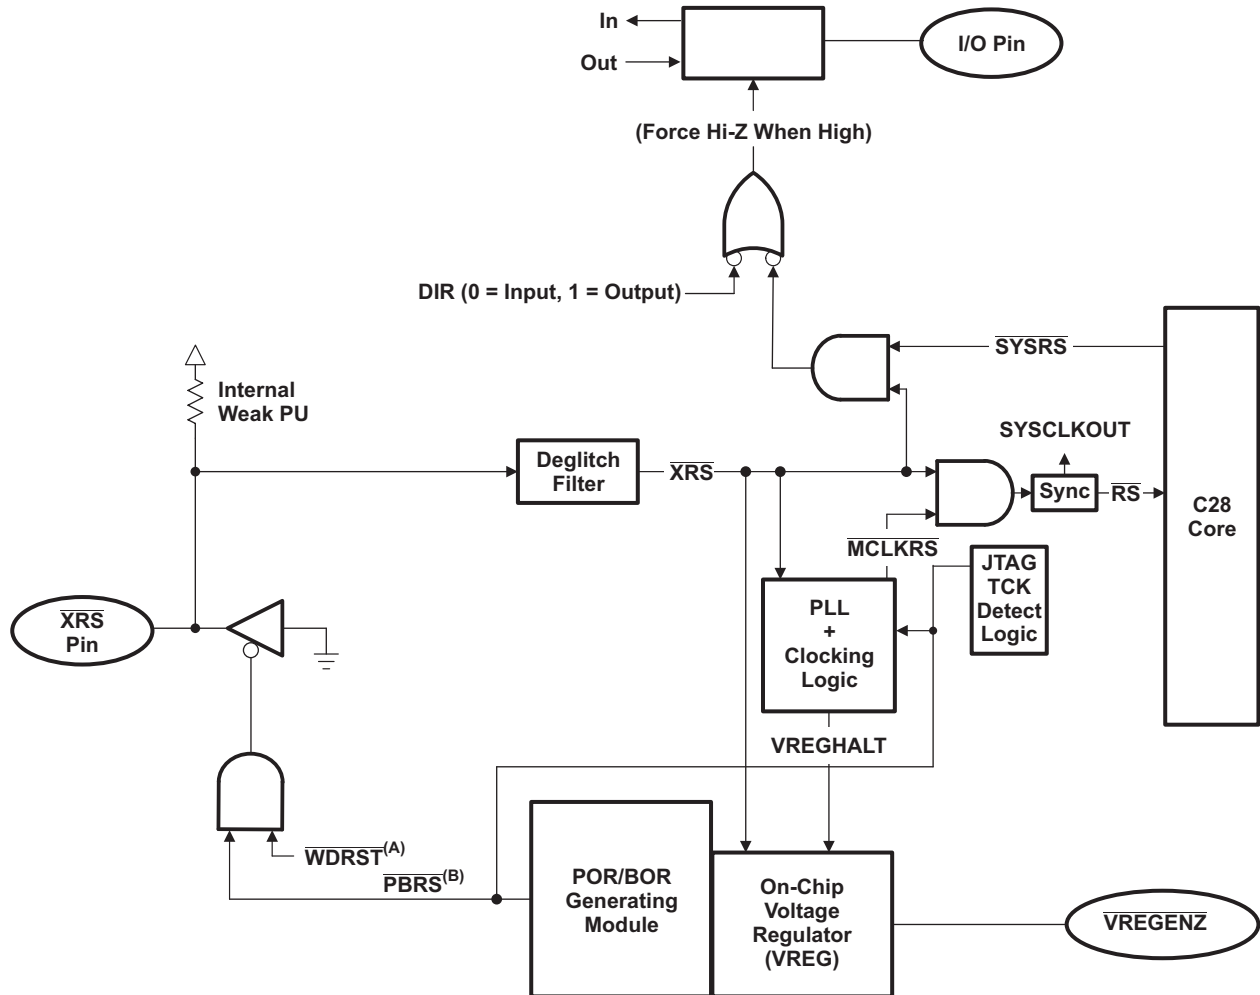 In
Out
I/O Pin
(Force Hi-Z When High)
DIR (0 = Input, 1 = Output)
SYSRS
Internal
Weak PU
SYSCLKOUT
Deglitch
Filter
XRS
Sync
RS
C28
Core
MCLKRS
JTAG
TCK
Detect
Logic
XRS
Pin
PLL
+
Clocking
Logic
VREGHALT
WDRST(A)
PBRS(B)
POR/BOR
Generating
Module
On-Chip
Voltage
Regulator
(VREG)
VREGENZ